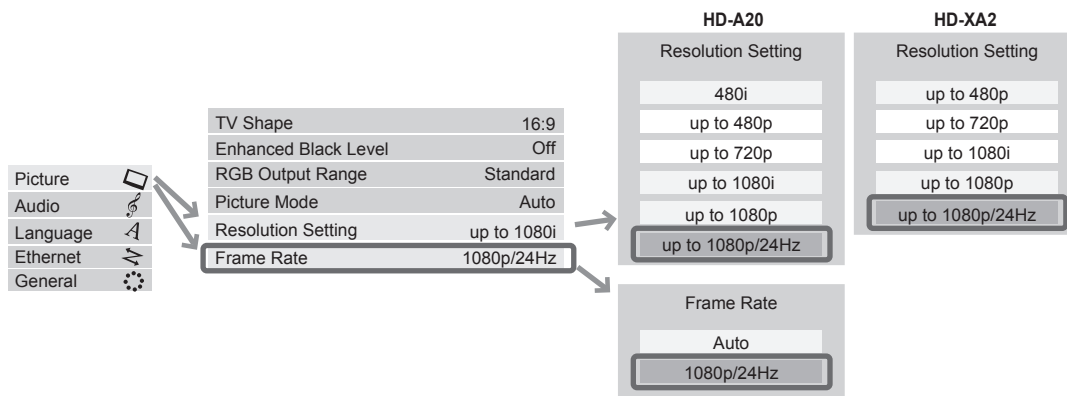 Picture
Audio
Language
Ethernet
General
TV Shape 16:9
Enhanced Black Level Off
RGB Output Range Standard
Picture Mode Auto
Resolution Setting up to 1080i
Frame Rate 1080p/24Hz
HD-A20
Resolution Setting
480i
up to 480p
up to 720p
up to 1080i
up to 1080p
up to 1080p/24Hz
HD-XA2
Resolution Setting
up to 480p
up to 720p
up to 1080i
up to 1080p
up to 1080p/24Hz
Frame Rate
Auto
1080p/24Hz